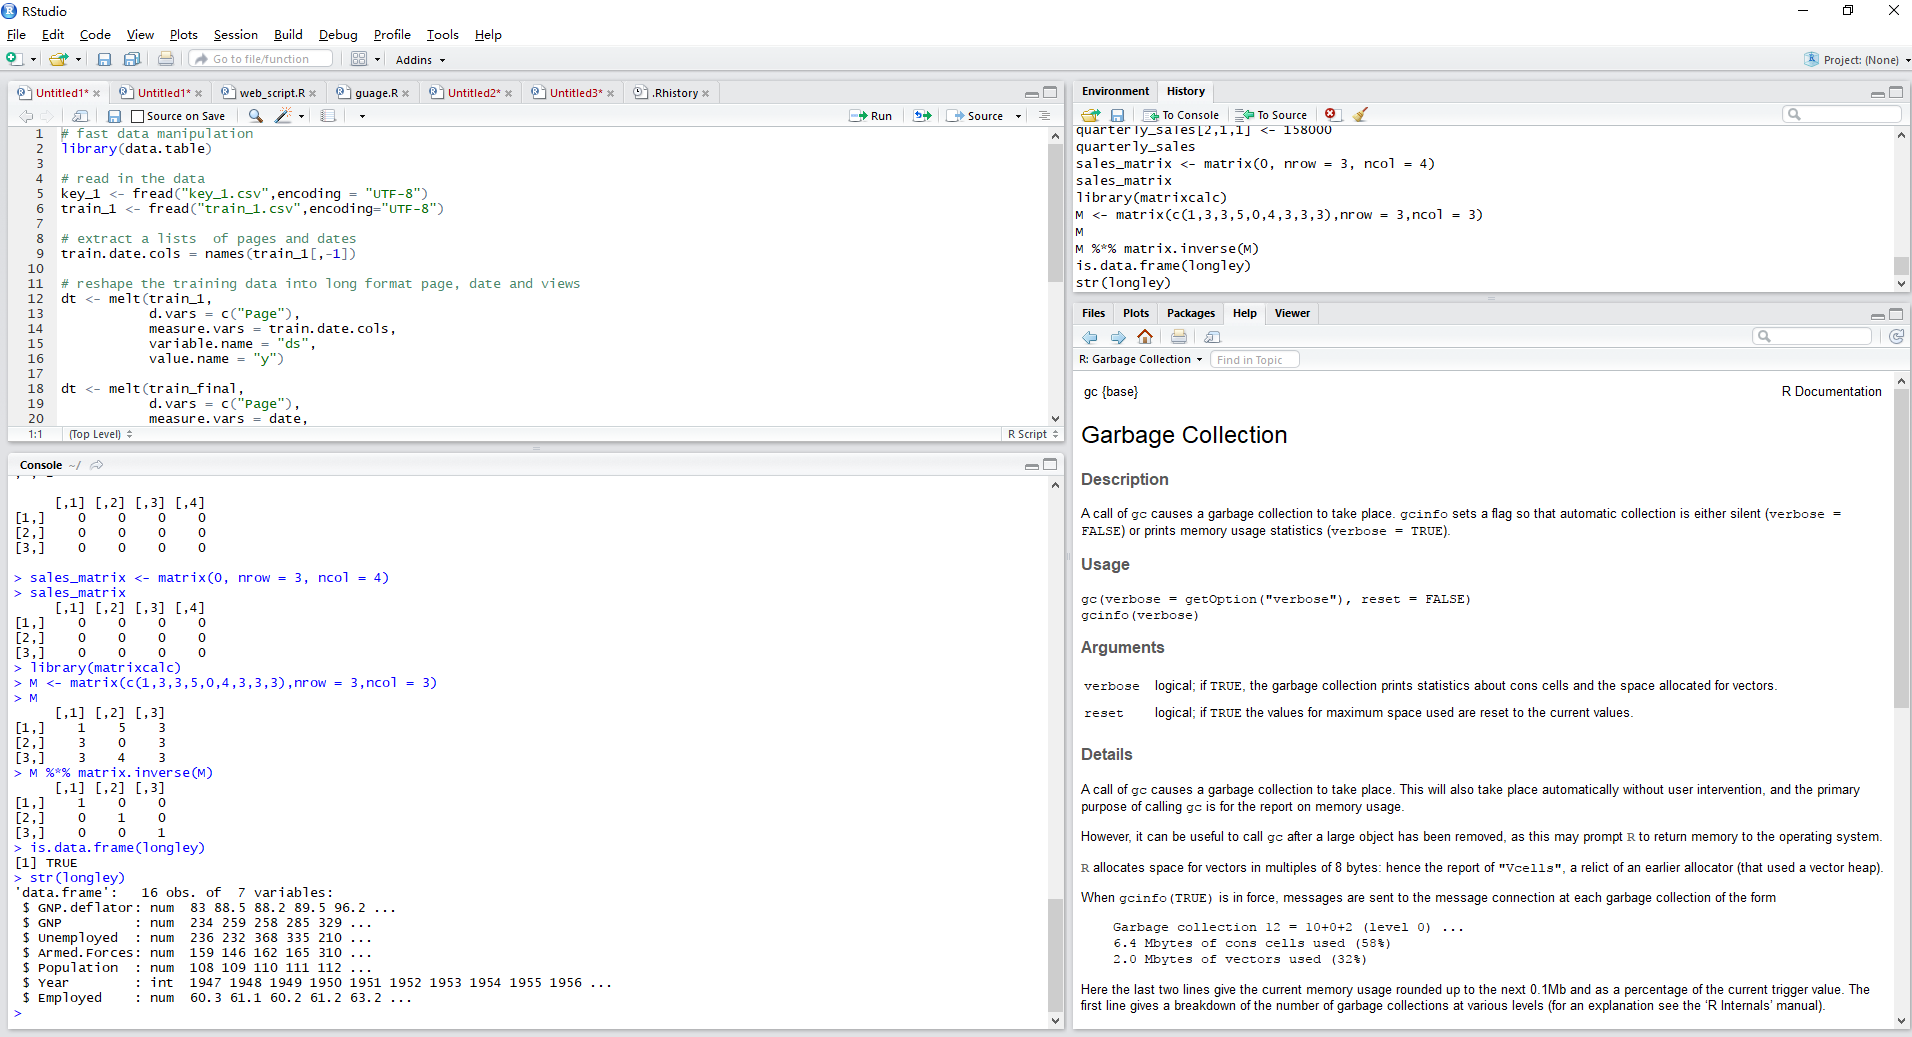 RStudio
File Edit Code View Plots Session Build Debug Profile Tools Help
Go to file/function Addins Project: (None)
Untitled1* Untitled1* web_script.R guage.R Untitled2* Untitled3* .Rhistory
Source on Save Run Source
1 # fast data manipulation
2 library(data.table)
3
4 # read in the data
5 key_1 <- fread("key_1.csv",encoding = "UTF-8")
6 train_1 <- fread("train_1.csv",encoding="UTF-8")
7
8 # extract a lists  of pages and dates
9 train.date.cols = names(train_1[,-1])
10
11 # reshape the training data into long format page, date and views
12 dt <- melt(train_1,
13            d.vars = c("Page"),
14            measure.vars = train.date.cols,
15            variable.name = "ds",
16            value.name = "y")
17
18 dt <- melt(train_final,
19            d.vars = c("Page"),
20            measure.vars = date,
1:1 (Top Level) R Script
Console ~/
     [,1] [,2] [,3] [,4]
[1,]    0    0    0    0
[2,]    0    0    0    0
[3,]    0    0    0    0
> sales_matrix <- matrix(0, nrow = 3, ncol = 4)
> sales_matrix
     [,1] [,2] [,3] [,4]
[1,]    0    0    0    0
[2,]    0    0    0    0
[3,]    0    0    0    0
> library(matrixcalc)
> M <- matrix(c(1,3,3,5,0,4,3,3,3),nrow = 3,ncol = 3)
> M
     [,1] [,2] [,3]
[1,]    1    5    3
[2,]    3    0    3
[3,]    3    4    3
> M %*% matrix.inverse(M)
     [,1] [,2] [,3]
[1,]    1    0    0
[2,]    0    1    0
[3,]    0    0    1
> is.data.frame(longley)
[1] TRUE
> str(longley)
'data.frame':   16 obs. of  7 variables:
 $ GNP.deflator: num  83 88.5 88.2 89.5 96.2 ...
 $ GNP         : num  234 259 258 285 329 ...
 $ Unemployed  : num  236 232 368 335 210 ...
 $ Armed.Forces: num  159 146 162 165 310 ...
 $ Population  : num  108 109 110 111 112 ...
 $ Year        : int  1947 1948 1949 1950 1951 1952 1953 1954 1955 1956 ...
 $ Employed    : num  60.3 61.1 60.2 61.2 63.2 ...
>
Environment History
To Console To Source
quarterly_sales[2,1,1] <- 158000
quarterly_sales
sales_matrix <- matrix(0, nrow = 3, ncol = 4)
sales_matrix
library(matrixcalc)
M <- matrix(c(1,3,3,5,0,4,3,3,3),nrow = 3,ncol = 3)
M
M %*% matrix.inverse(M)
is.data.frame(longley)
str(longley)
Files Plots Packages Help Viewer
R: Garbage Collection Find in Topic
gc {base} R Documentation
Garbage Collection
Description
A call of gc causes a garbage collection to take place. gcinfo sets a flag so that automatic collection is either silent (verbose =
FALSE) or prints memory usage statistics (verbose = TRUE).
Usage
gc(verbose = getOption("verbose"), reset = FALSE)
gcinfo(verbose)
Arguments
verbose logical; if TRUE, the garbage collection prints statistics about cons cells and the space allocated for vectors.
reset logical; if TRUE the values for maximum space used are reset to the current values.
Details
A call of gc causes a garbage collection to take place. This will also take place automatically without user intervention, and the primary
purpose of calling gc is for the report on memory usage.
However, it can be useful to call gc after a large object has been removed, as this may prompt R to return memory to the operating system.
R allocates space for vectors in multiples of 8 bytes: hence the report of "Vcells", a relict of an earlier allocator (that used a vector heap).
When gcinfo(TRUE) is in force, messages are sent to the message connection at each garbage collection of the form
Garbage collection 12 = 10+0+2 (level 0) ...
6.4 Mbytes of cons cells used (58%)
2.0 Mbytes of vectors used (32%)
Here the last two lines give the current memory usage rounded up to the next 0.1Mb and as a percentage of the current trigger value. The
first line gives a breakdown of the number of garbage collections at various levels (for an explanation see the ‘R Internals’ manual).